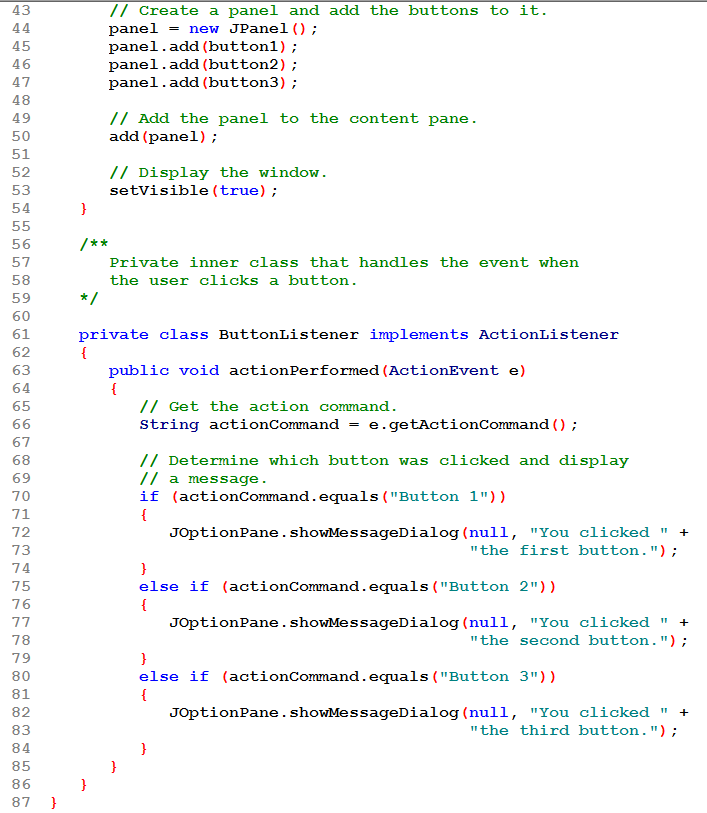 43 // Create a panel and add the buttons to it.
44 panel = new JPanel();
45 panel.add(button1);
46 panel.add(button2);
47 panel.add(button3);
48
49 // Add the panel to the content pane.
50 add(panel);
51
52 // Display the window.
53 setVisible(true);
54 }
55
56 /**
57 Private inner class that handles the event when
58 the user clicks a button.
59 */
60
61 private class ButtonListener implements ActionListener
62 {
63 public void actionPerformed(ActionEvent e)
64 {
65 // Get the action command.
66 String actionCommand = e.getActionCommand();
67
68 // Determine which button was clicked and display
69 // a message.
70 if (actionCommand.equals("Button 1"))
71 {
72 JOptionPane.showMessageDialog(null, "You clicked " +
73 "the first button.");
74 }
75 else if (actionCommand.equals("Button 2"))
76 {
77 JOptionPane.showMessageDialog(null, "You clicked " +
78 "the second button.");
79 }
80 else if (actionCommand.equals("Button 3"))
81 {
82 JOptionPane.showMessageDialog(null, "You clicked " +
83 "the third button.");
84 }
85 }
86 }
87 }